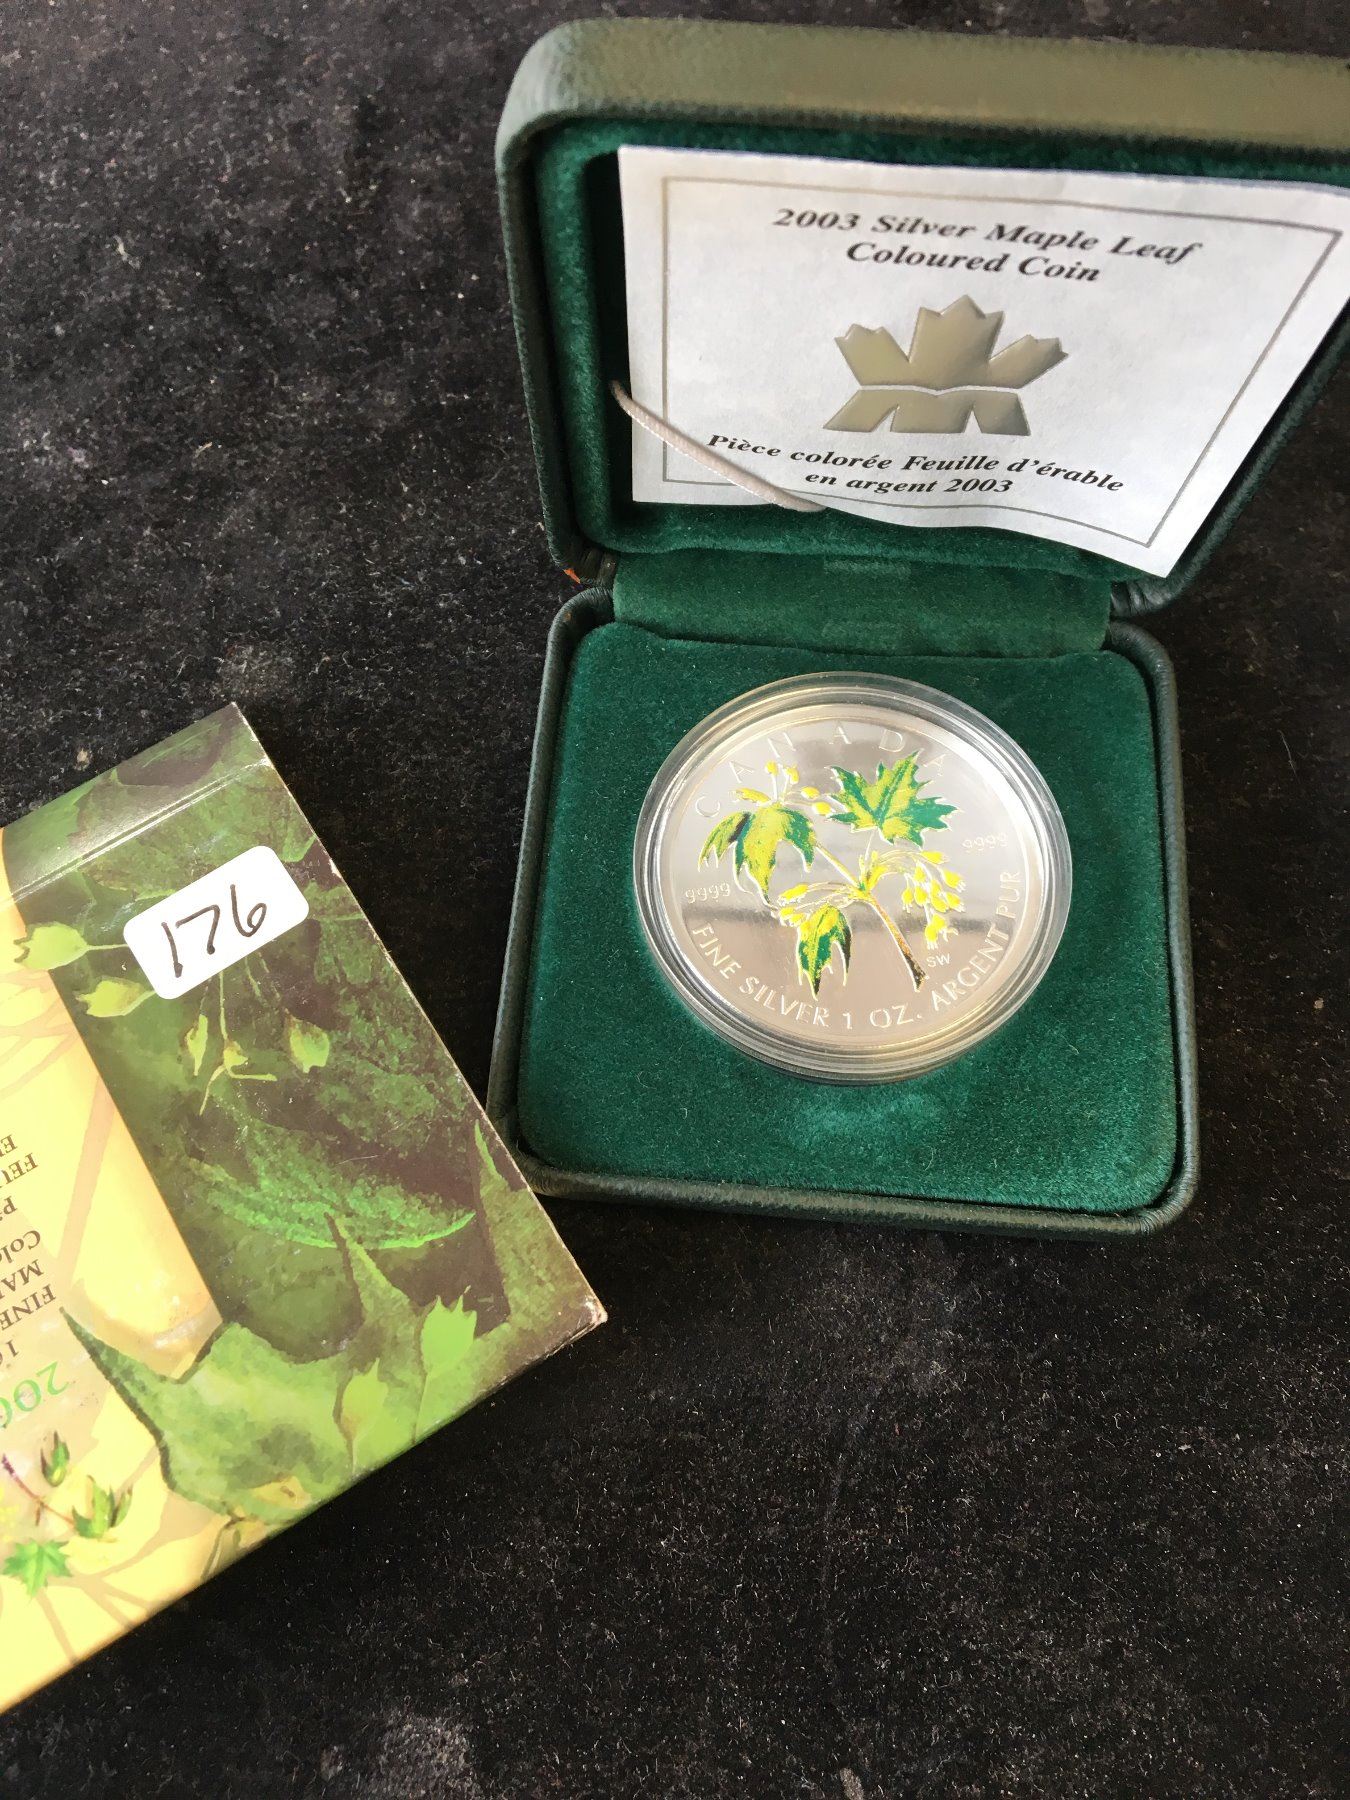 2003 Silver Maple Leaf
Coloured Coin
Pièce colorée Feuille d'érable
en argent 2003
CANADA
9999
9999
SW
FINE SILVER 1 OZ. ARGENT PUR
176
FINE